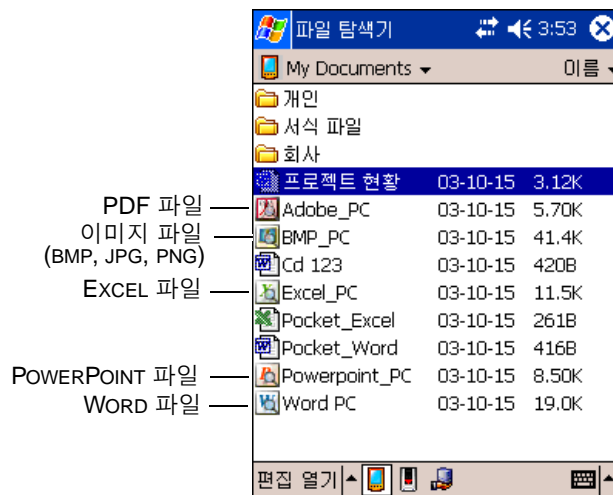 파일 탐색기 3:53
My Documents 이름
개인
서식 파일
회사
프로젝트 현황 03-10-15 3.12K
PDF 파일 Adobe_PC 03-10-15 5.70K
이미지 파일 BMP_PC 03-10-15 41.4K
(BMP, JPG, PNG) Cd 123 03-10-15 420B
EXCEL 파일 Excel_PC 03-10-15 11.5K
Pocket_Excel 03-10-15 261B
Pocket_Word 03-10-15 416B
POWERPOINT 파일 Powerpoint_PC 03-10-15 8.50K
WORD 파일 Word PC 03-10-15 19.0K
편집 열기